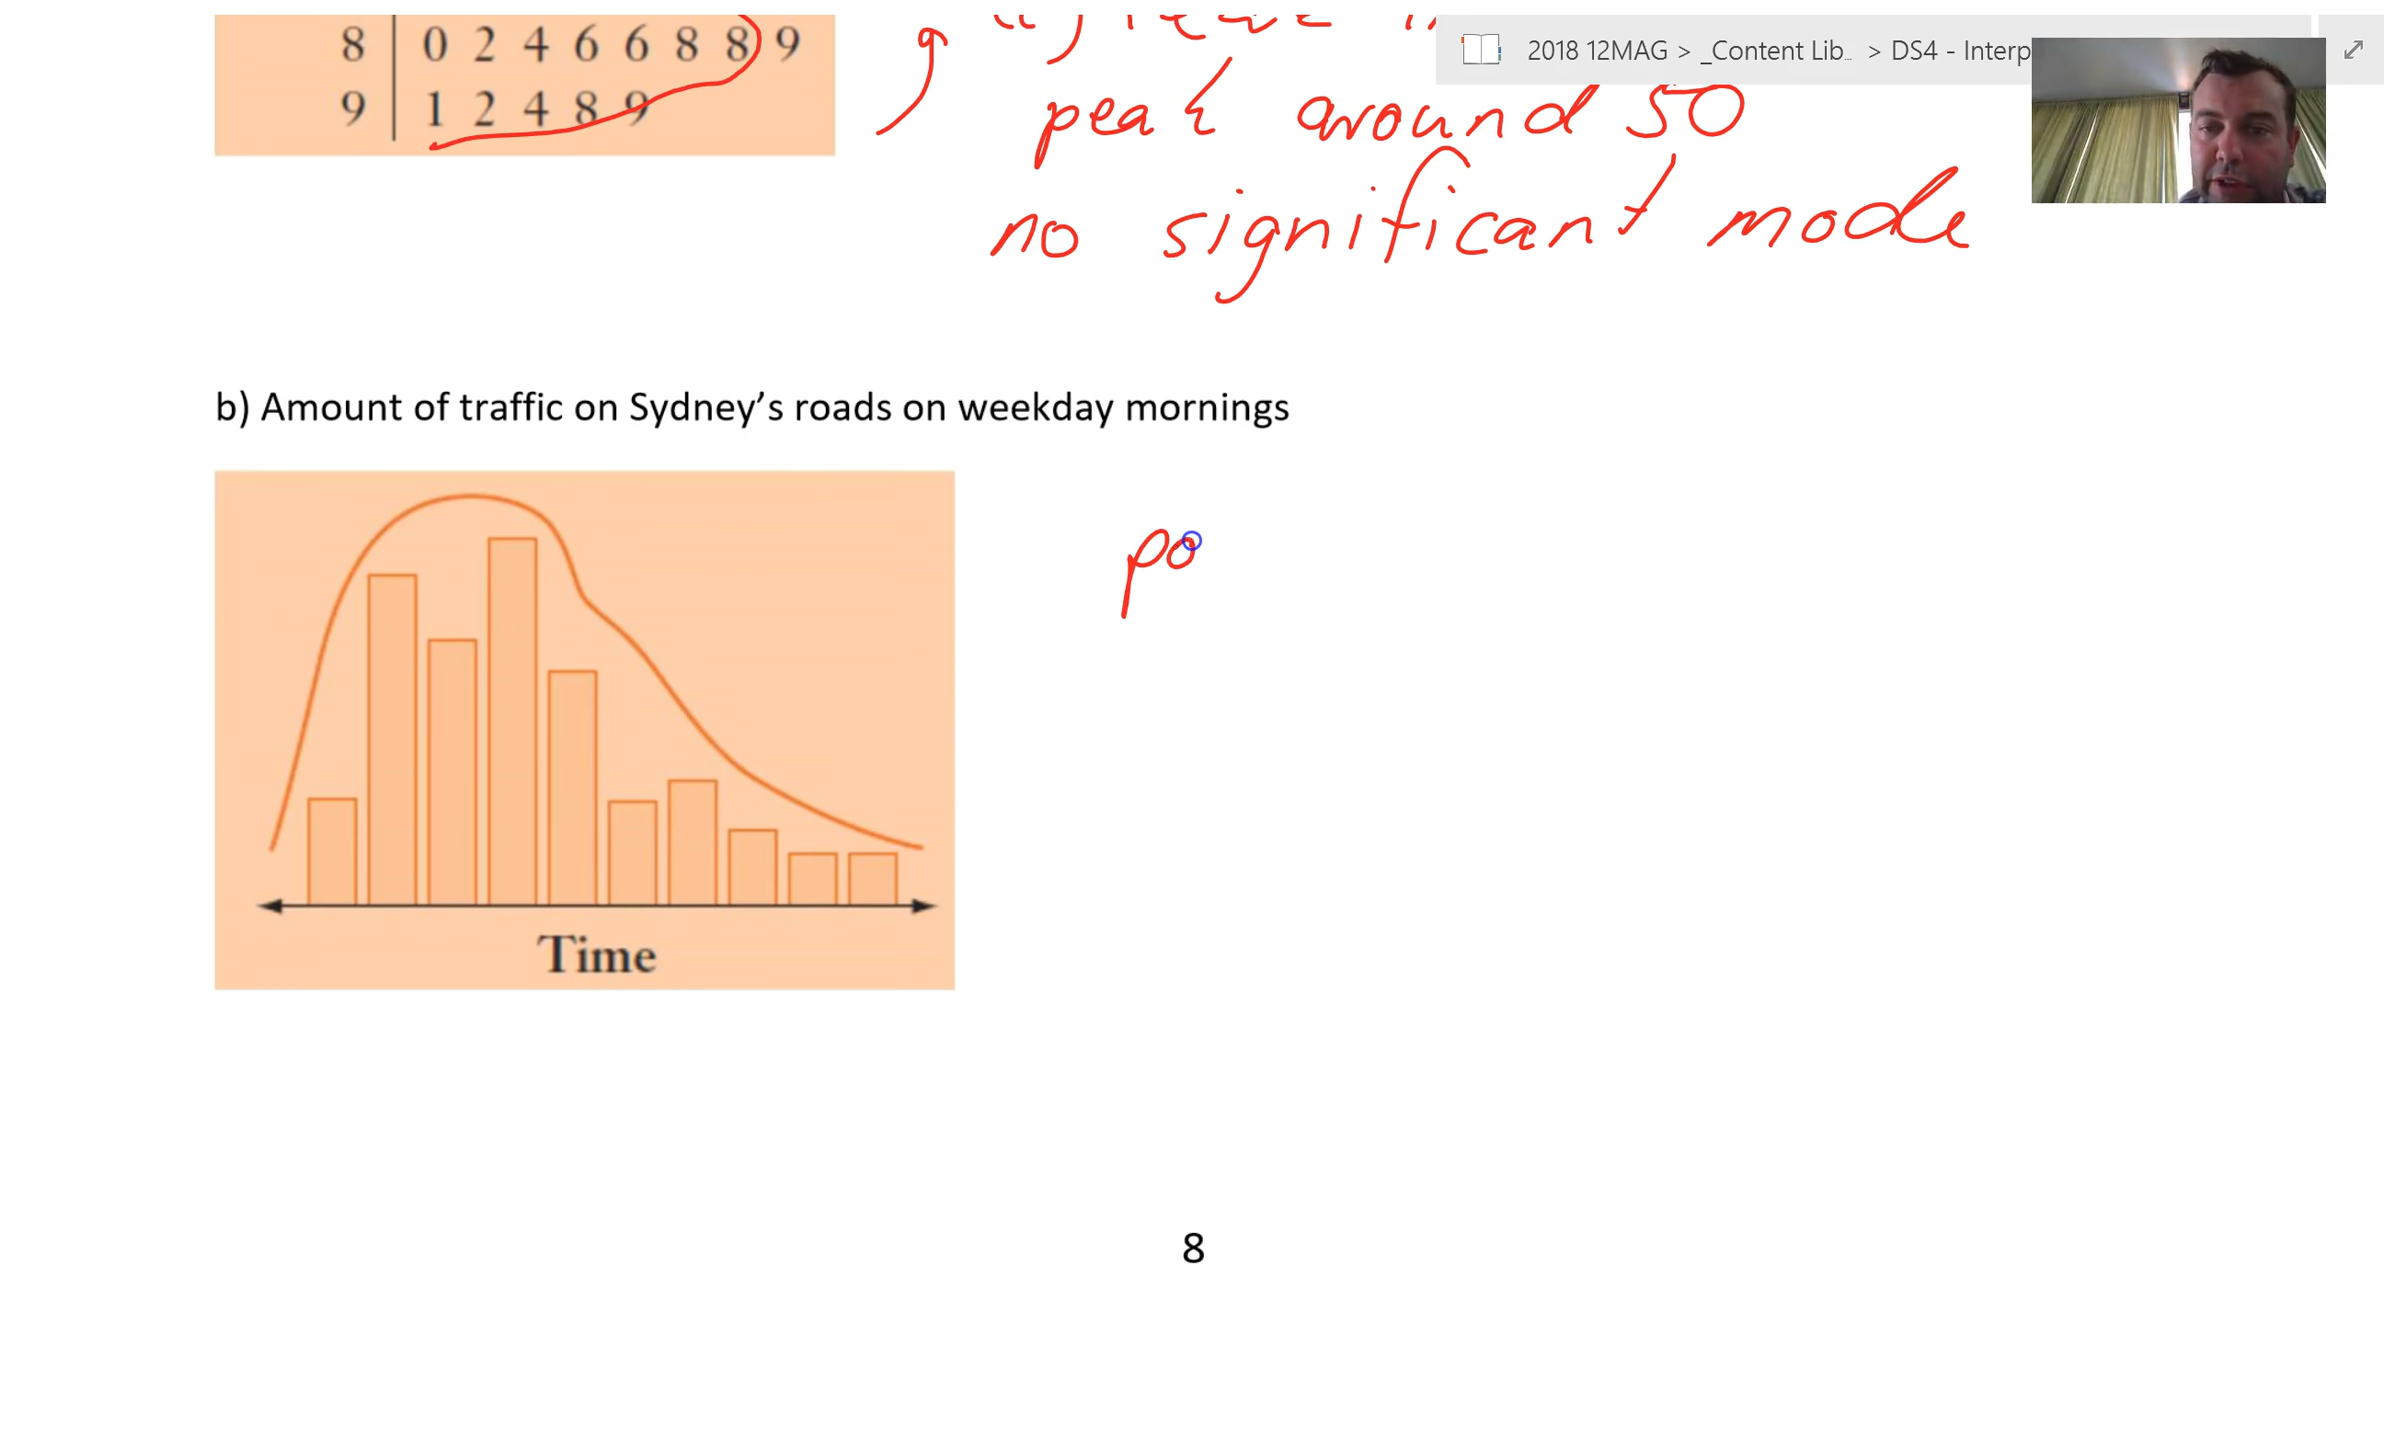 8 | 0 2 4 6 6 8 8 9
9 | 1 2 4 8 9
2018 12MAG > _Content Lib... > DS4 - Interp
peak around 50
no significant mode
b) Amount of traffic on Sydney's roads on weekday mornings
po
Time
8